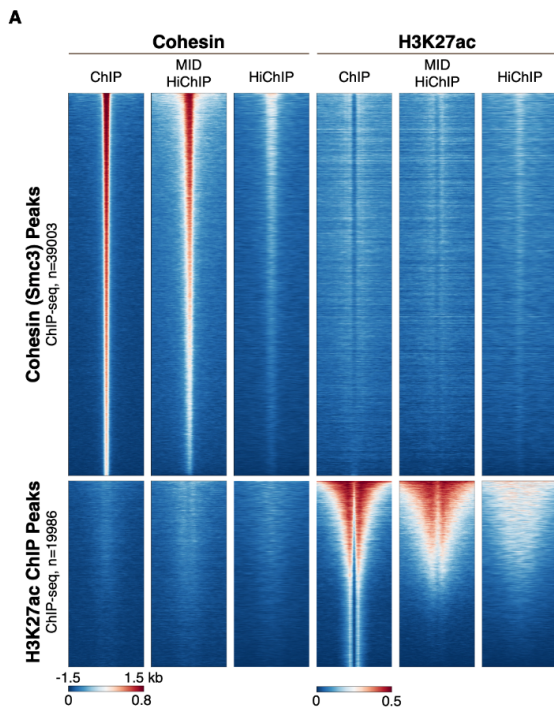 A
Cohesin
H3K27ac
ChIP
MID
HiChIP
HiChIP
ChIP
MID
HiChIP
HiChIP
Cohesin (Smc3) Peaks
ChIP-seq, n=39003
H3K27ac ChIP Peaks
ChIP-seq, n=19986
-1.5 1.5 kb
0 0.8
0 0.5